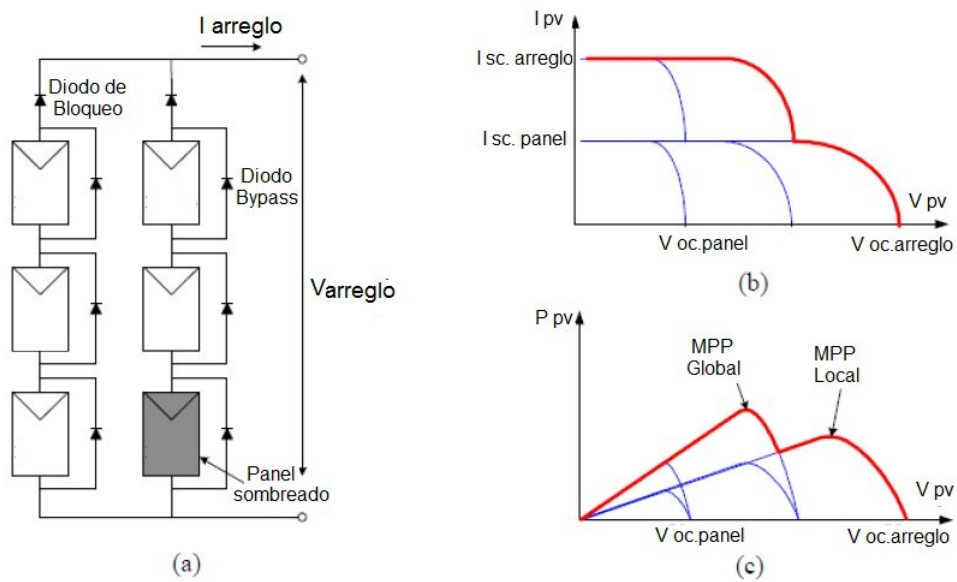 I arreglo
Diodo de
Bloqueo
Diodo
Bypass
Varreglo
Panel
sombreado
(a)
I pv
I sc. arreglo
I sc. panel
V pv
V oc.panel
V oc.arreglo
(b)
P pv
MPP
Global
MPP
Local
V pv
V oc.panel
V oc.arreglo
(c)